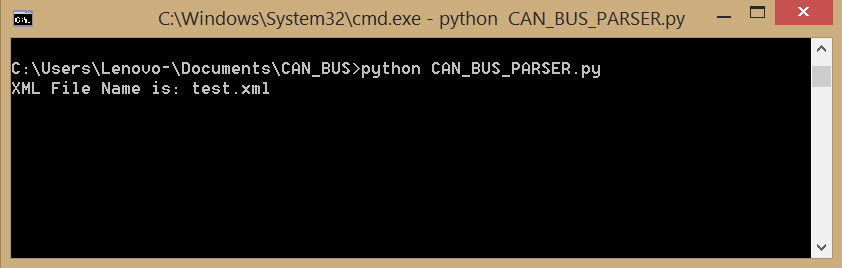 C:\Windows\System32\cmd.exe - python  CAN_BUS_PARSER.py
C:\Users\Lenovo-\Documents\CAN_BUS>python CAN_BUS_PARSER.py
XML File Name is: test.xml